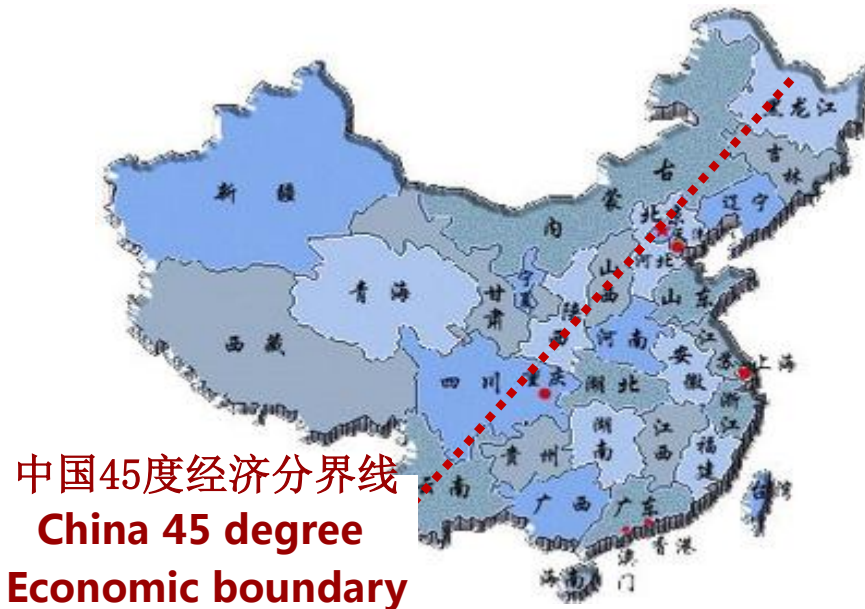 黑龙江
吉林
辽宁
内蒙古
新疆
北京
天津
河北
山西
山东
宁夏
甘肃
青海
陕西
河南
西藏
江苏
安徽
上海
四川
重庆
湖北
浙江
湖南
江西
贵州
福建
云南
广西
广东
台湾
香港
澳门
海南
中国45度经济分界线
China 45 degree
Economic boundary